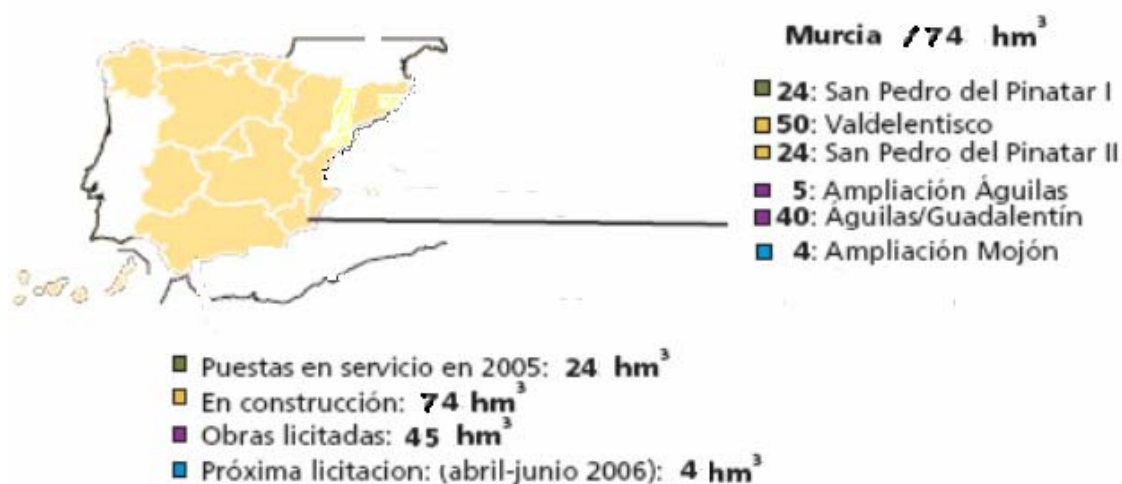 Murcia /74 hm³
24: San Pedro del Pinatar I
50: Valdelentisco
24: San Pedro del Pinatar II
5: Ampliación Águilas
40: Águilas/Guadalentín
4: Ampliación Mojón
Puestas en servicio en 2005: 24 hm³
En construcción: 74 hm³
Obras licitadas: 45 hm³
Próxima licitacion: (abril-junio 2006): 4 hm³